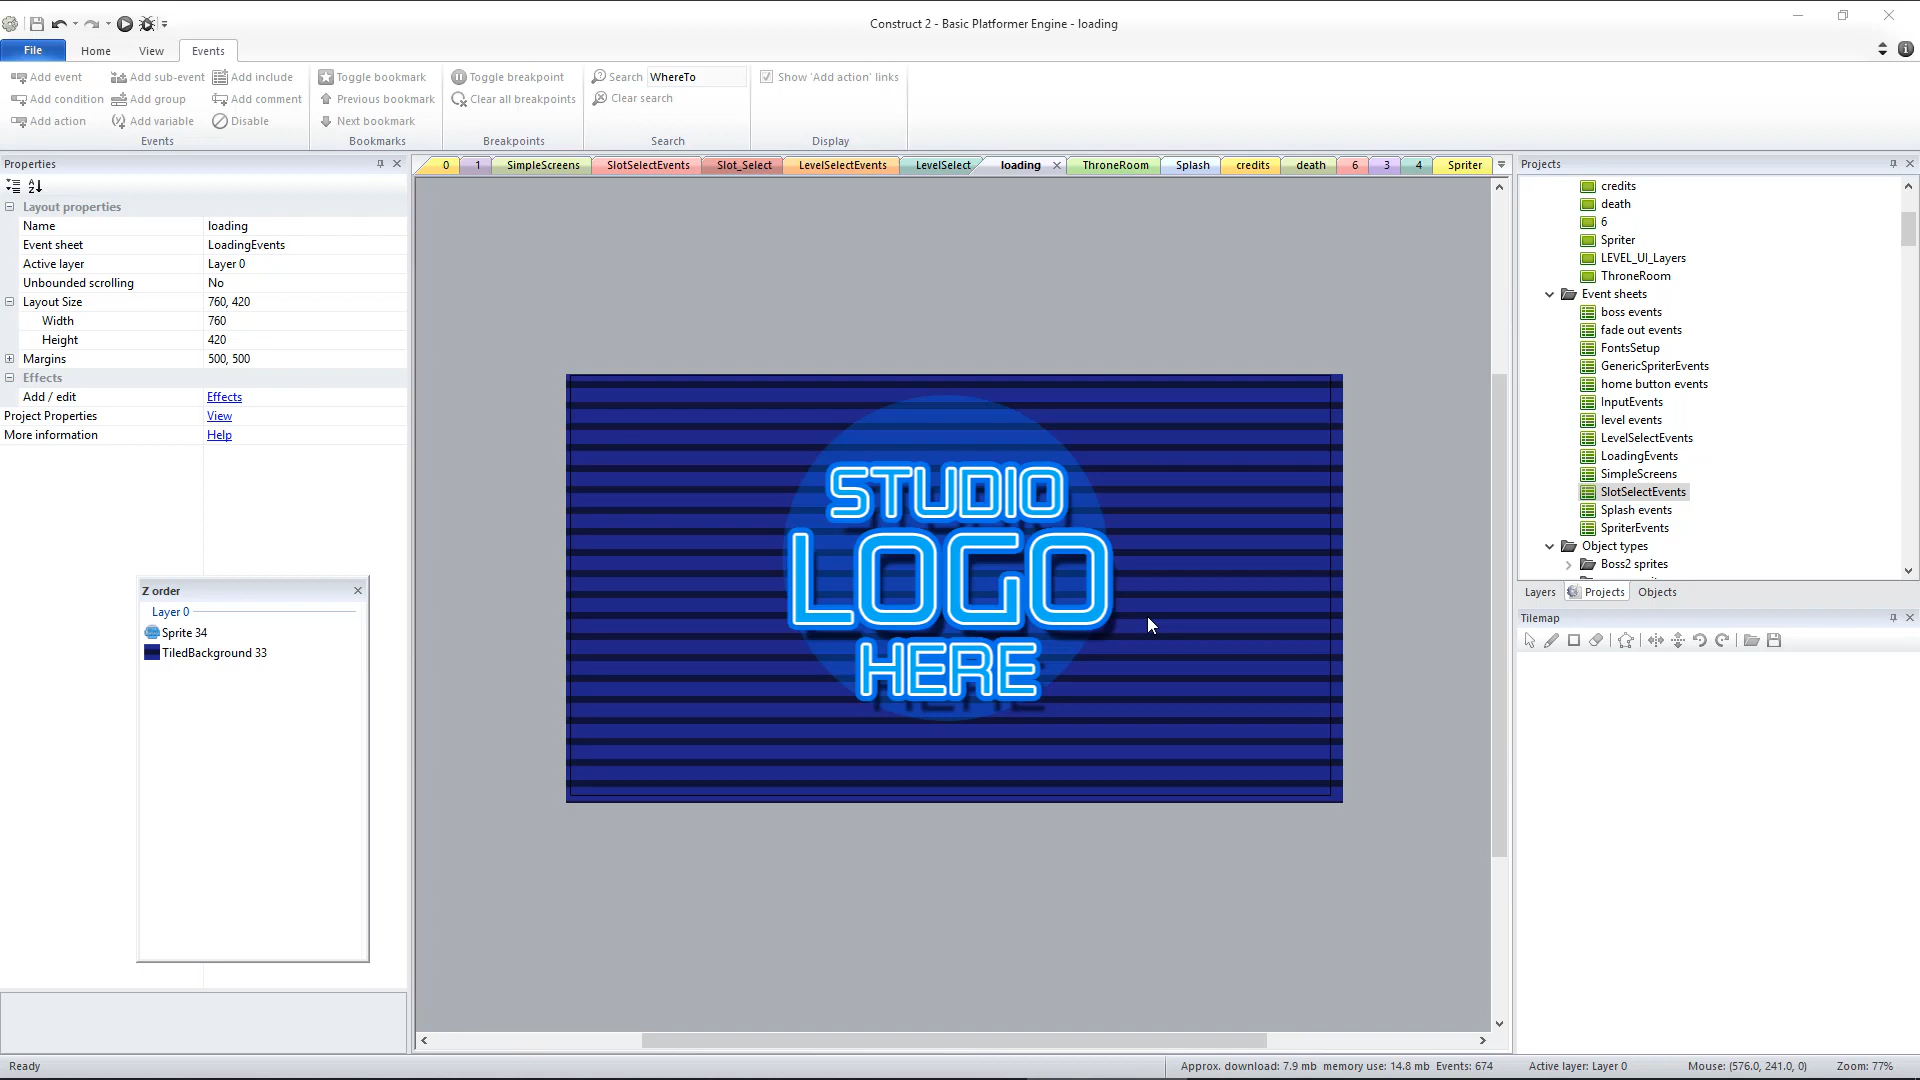 Construct 2 - Basic Platformer Engine - loading
File Home View Events
Add event Add sub-event Add include
Add condition Add group Add comment
Add action Add variable Disable
Events
Toggle bookmark
Previous bookmark
Next bookmark
Bookmarks
Toggle breakpoint
Clear all breakpoints
Breakpoints
Search WhereTo
Clear search
Search
Show 'Add action' links
Display
Properties
Layout properties
Name loading
Event sheet LoadingEvents
Active layer Layer 0
Unbounded scrolling No
Layout Size 760, 420
Width 760
Height 420
Margins 500, 500
Effects
Add / edit Effects
Project Properties View
More information Help
Z order
Layer 0
Sprite 34
TiledBackground 33
0 1 SimpleScreens SlotSelectEvents Slot_Select LevelSelectEvents LevelSelect loading ThroneRoom Splash credits death 6 3 4 Spriter
STUDIO
LOGO
HERE
Projects
credits
death
6
Spriter
LEVEL_UI_Layers
ThroneRoom
Event sheets
boss events
fade out events
FontsSetup
GenericSpriterEvents
home button events
InputEvents
level events
LevelSelectEvents
LoadingEvents
SimpleScreens
SlotSelectEvents
Splash events
SpriterEvents
Object types
Boss2 sprites
Layers Projects Objects
Tilemap
Ready
Approx. download: 7.9 mb memory use: 14.8 mb Events: 674 Active layer: Layer 0 Mouse: (576.0, 241.0, 0) Zoom: 77%